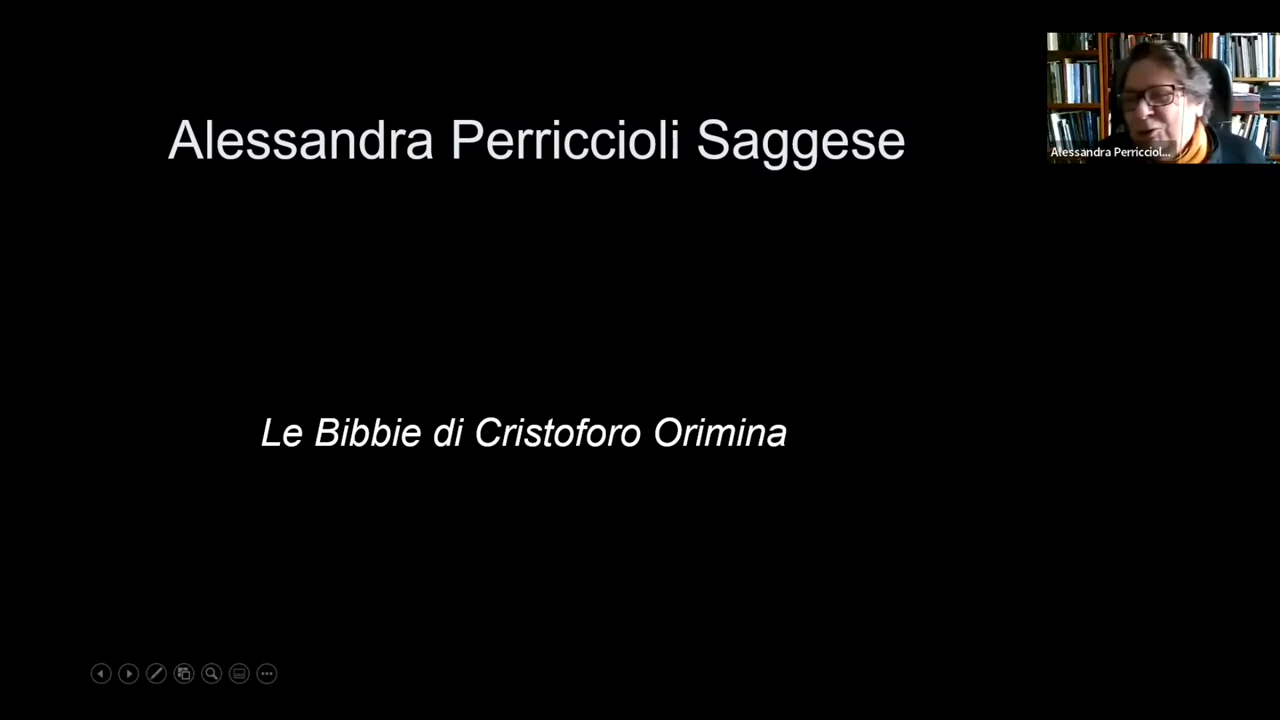 Alessandra Perriccioli Saggese
Alessandra Perricciol...
Le Bibbie di Cristoforo Orimina